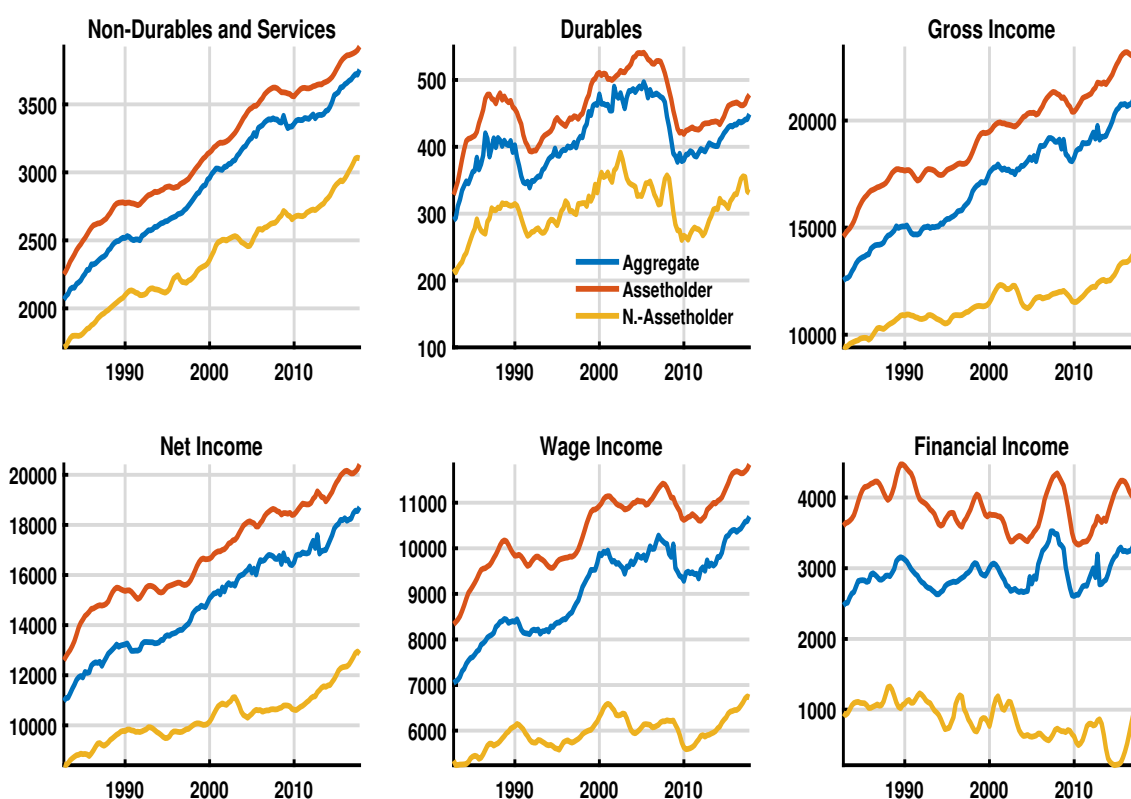 Non-Durables and Services
3500
3000
2500
2000
1990 2000 2010
Durables
500
400
300
200
100
Aggregate
Assetholder
N.-Assetholder
1990 2000 2010
Gross Income
20000
15000
10000
1990 2000 2010
Net Income
20000
18000
16000
14000
12000
10000
1990 2000 2010
Wage Income
11000
10000
9000
8000
7000
6000
1990 2000 2010
Financial Income
4000
3000
2000
1000
1990 2000 2010